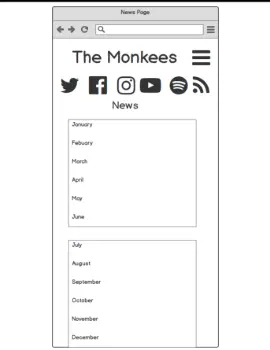 News Page
The Monkees
News
January
Febuary
March
April
May
June
July
August
September
October
November
December